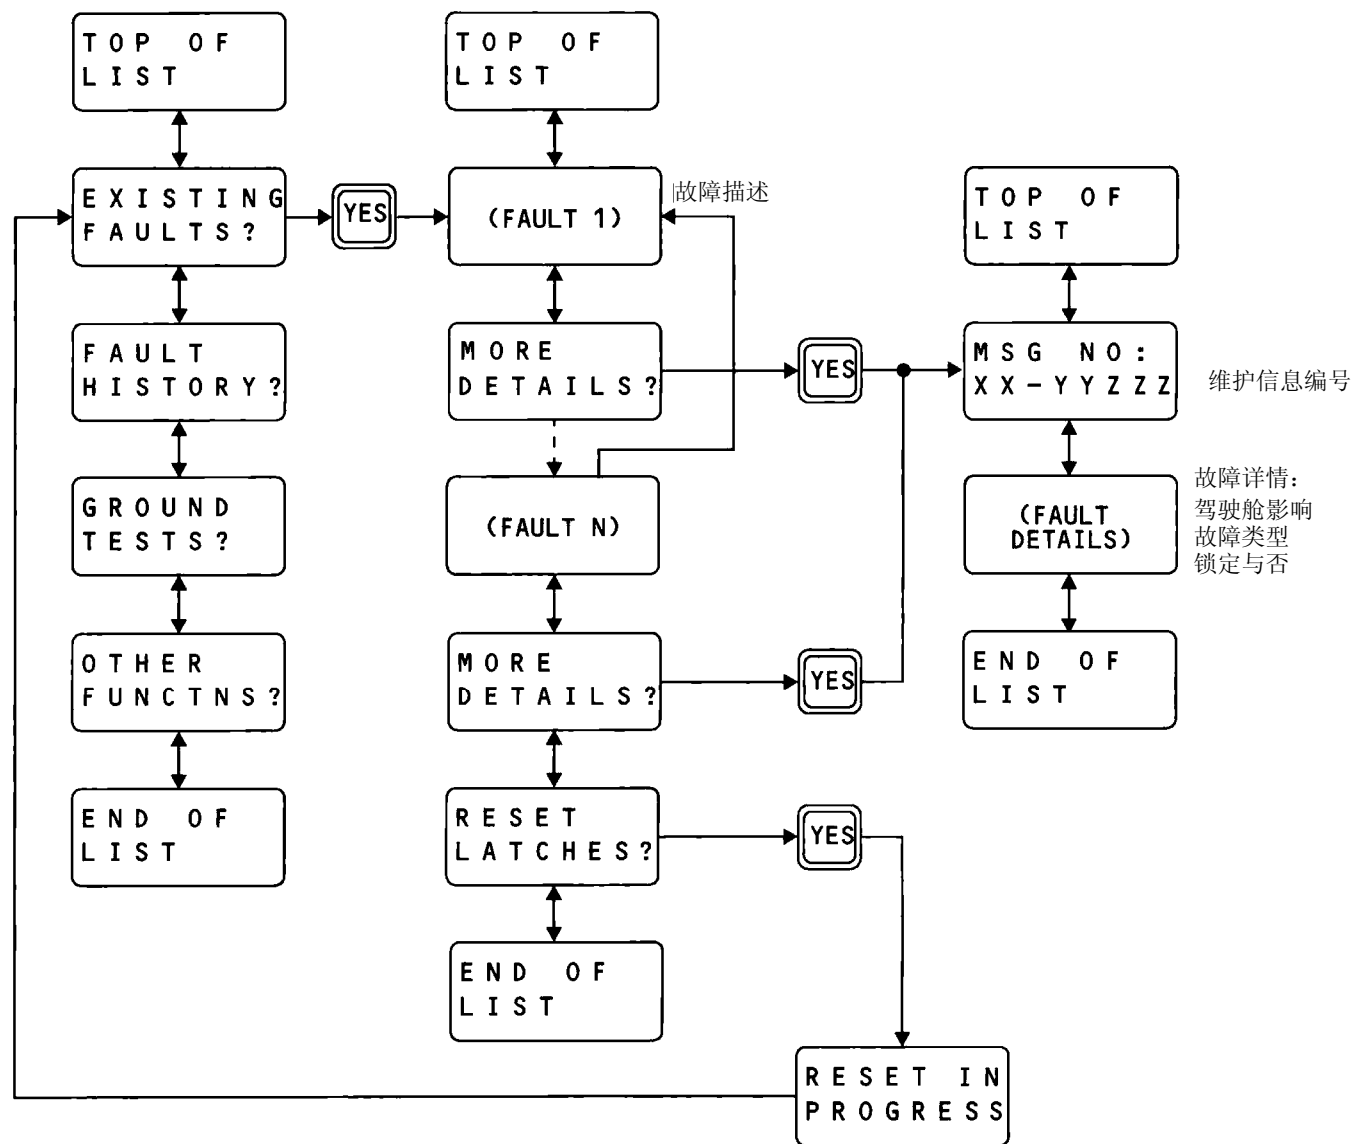 TOP OF
LIST
EXISTING
FAULTS?
FAULT
HISTORY?
GROUND
TESTS?
OTHER
FUNCTNS?
END OF
LIST
YES
TOP OF
LIST
(FAULT 1)
故障描述
MORE
DETAILS?
(FAULT N)
MORE
DETAILS?
RESET
LATCHES?
END OF
LIST
YES
YES
YES
RESET IN
PROGRESS
TOP OF
LIST
MSG NO:
XX-YYZZZ
维护信息编号
(FAULT
DETAILS)
故障详情:
驾驶舱影响
故障类型
锁定与否
END OF
LIST